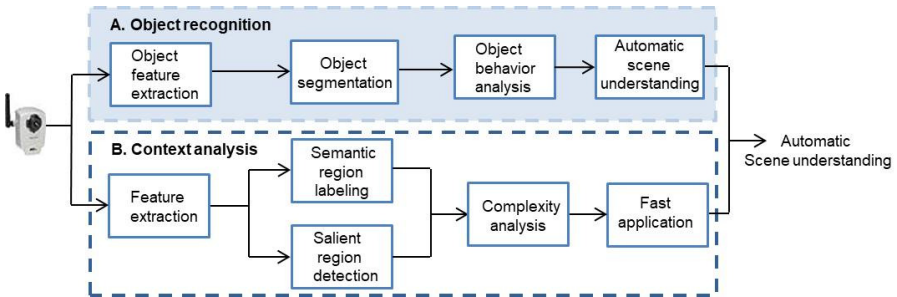 A. Object recognition
Object
feature
extraction
Object
segmentation
Object
behavior
analysis
Automatic
scene
understanding
B. Context analysis
Feature
extraction
Semantic
region
labeling
Salient
region
detection
Complexity
analysis
Fast
application
Automatic
Scene understanding